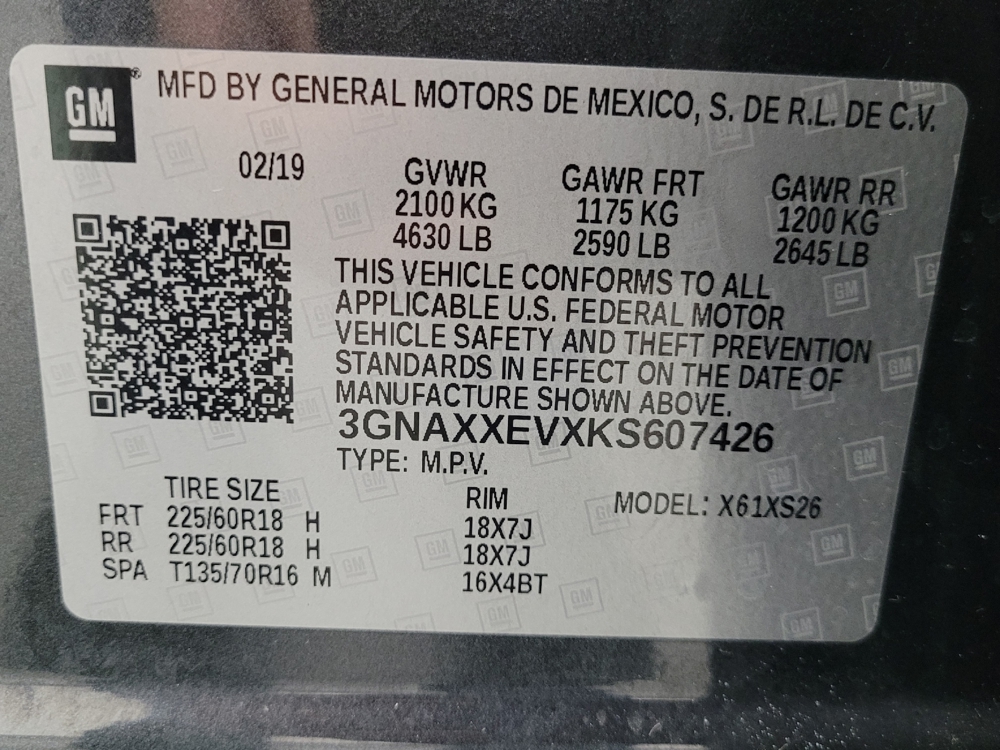 GM ® MFD BY GENERAL MOTORS DE MEXICO, S. DE R.L. DE C.V.
02/19 GVWR GAWR FRT GAWR RR
2100 KG 1175 KG 1200 KG
4630 LB 2590 LB 2645 LB
THIS VEHICLE CONFORMS TO ALL
APPLICABLE U.S. FEDERAL MOTOR
VEHICLE SAFETY AND THEFT PREVENTION
STANDARDS IN EFFECT ON THE DATE OF
MANUFACTURE SHOWN ABOVE.
3GNAXXEVXKS607426
TYPE: M.P.V.
TIRE SIZE RIM MODEL: X61XS26
FRT 225/60R18 H 18X7J
RR 225/60R18 H 18X7J
SPA T135/70R16 M 16X4BT